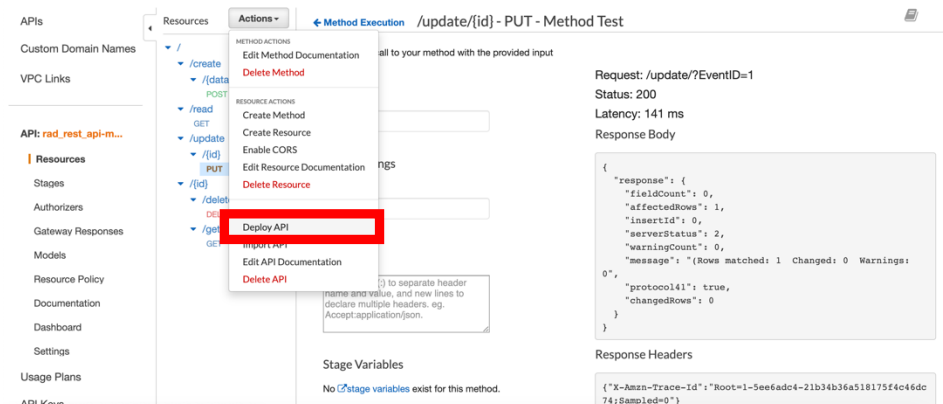 APIs
Custom Domain Names
VPC Links
API: rad_rest_api-m...
Resources
Stages
Authorizers
Gateway Responses
Models
Resource Policy
Documentation
Dashboard
Settings
Usage Plans
API Keys
Resources
Actions
/
/create
/{data
POST
/read
GET
/update
/{id}
PUT
/{id}
/delet
DEL
/get
GET
METHOD ACTIONS
Edit Method Documentation
Delete Method
RESOURCE ACTIONS
Create Method
Create Resource
Enable CORS
Edit Resource Documentation
Delete Resource
Deploy API
Import API
Edit API Documentation
Delete API
Method Execution /update/{id} - PUT - Method Test
call to your method with the provided input
ngs
(:) to separate header
name and value, and new lines to
declare multiple headers. eg.
Accept:application/json.
Stage Variables
No stage variables exist for this method.
Request: /update/?EventID=1
Status: 200
Latency: 141 ms
Response Body
{
"response": {
"fieldCount": 0,
"affectedRows": 1,
"insertId": 0,
"serverStatus": 2,
"warningCount": 0,
"message": "(Rows matched: 1 Changed: 0 Warnings:
0",
"protocol41": true,
"changedRows": 0
}
}
Response Headers
{"X-Amzn-Trace-Id":"Root=1-5ee6adc4-21b34b36a518175f4c46dc
74;Sampled=0"}